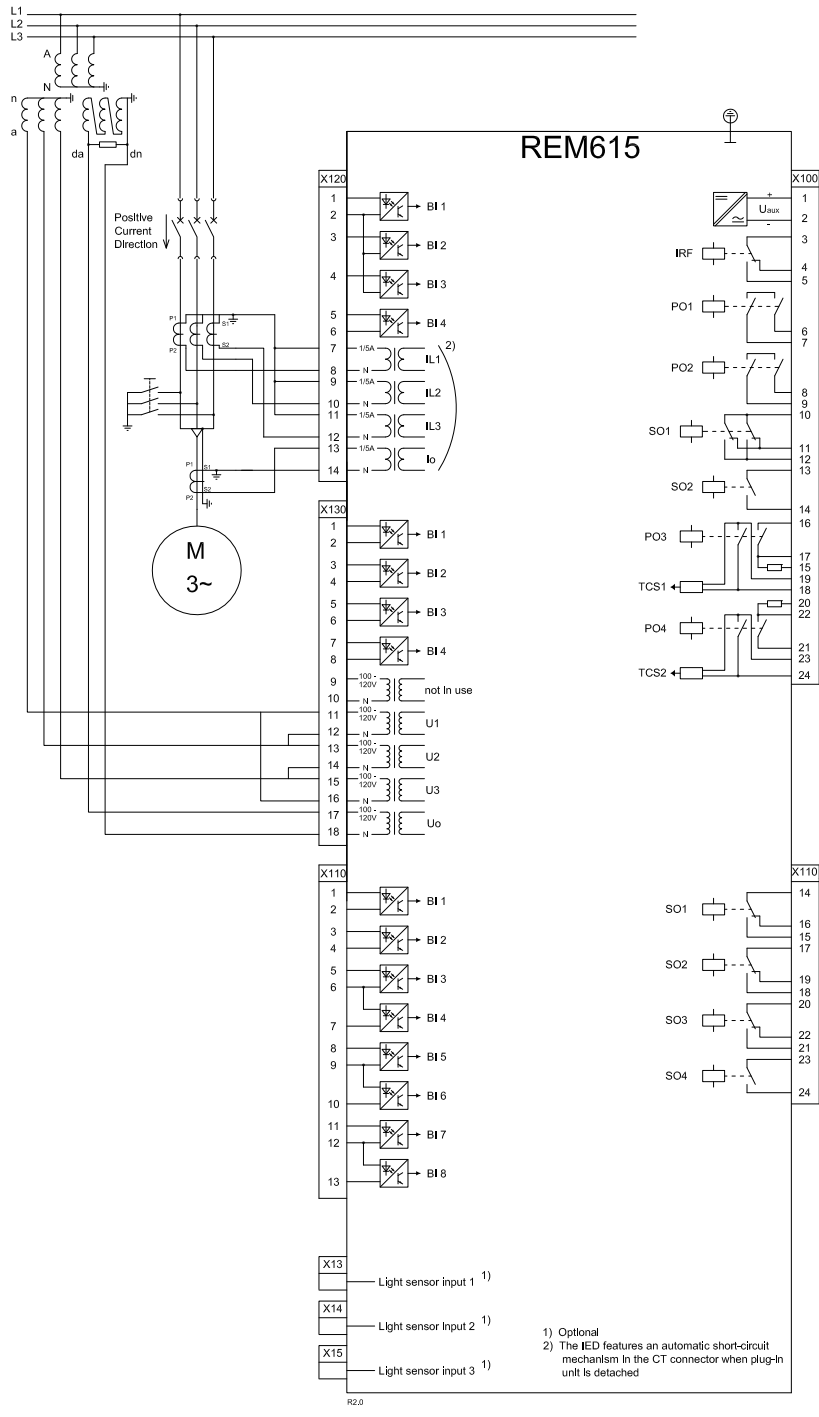 L1
L2
L3
A
N
n
a
da
dn
Positive
Current
Direction
P1
S1
P2
S2
P1
S1
P2
S2
M
3~
REM615
X120
1
2
BI 1
3
BI 2
4
BI 3
5
6
BI 4
7
1/5A
2)
8
N
IL1
9
1/5A
10
N
IL2
11
1/5A
12
N
IL3
13
1/5A
14
N
Io
X130
1
2
BI 1
3
4
BI 2
5
6
BI 3
7
8
BI 4
9
100 -
120V
10
N
not in use
11
100 -
120V
12
N
U1
13
100 -
120V
14
N
U2
15
100 -
120V
16
N
U3
17
100 -
120V
18
N
Uo
X110
1
2
BI 1
3
4
BI 2
5
6
BI 3
7
BI 4
8
9
BI 5
10
BI 6
11
12
BI 7
13
BI 8
X13
Light sensor input 1 1)
X14
Light sensor input 2 1)
X15
Light sensor input 3 1)
X100
+
Uaux
-
1
2
IRF
3
4
5
PO1
6
7
PO2
8
9
SO1
10
11
12
SO2
13
14
PO3
16
17
15
TCS1
19
18
20
PO4
22
21
23
TCS2
24
X110
SO1
14
16
15
SO2
17
19
18
SO3
20
22
21
SO4
23
24
1) Optional
2) The IED features an automatic short-circuit
mechanism in the CT connector when plug-in
unit is detached
R2.0